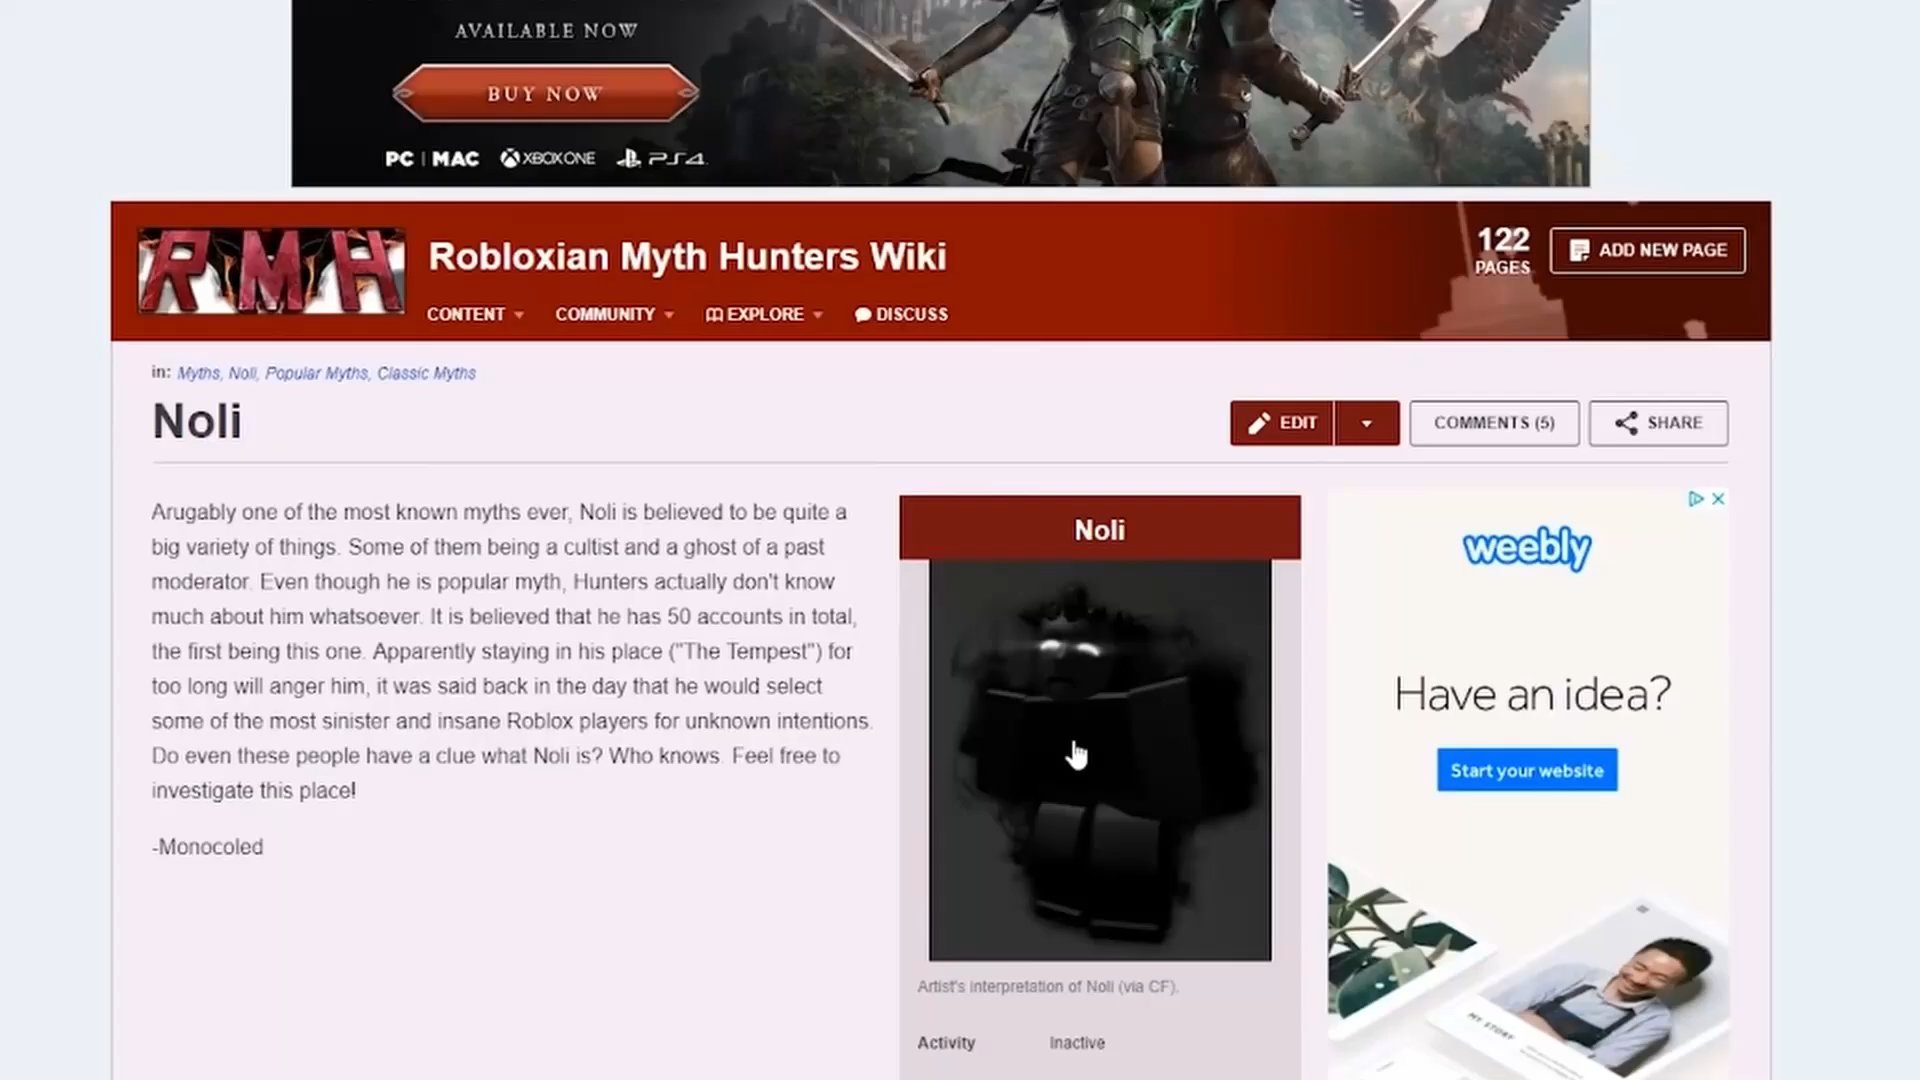 AVAILABLE NOW
BUY NOW
PC | MAC XBOX ONE PS4
RMH
Robloxian Myth Hunters Wiki
122
PAGES
ADD NEW PAGE
CONTENT
COMMUNITY
EXPLORE
DISCUSS
in: Myths, Noli, Popular Myths, Classic Myths
Noli
EDIT
COMMENTS (5)
SHARE
Arugably one of the most known myths ever, Noli is believed to be quite a
big variety of things. Some of them being a cultist and a ghost of a past
moderator. Even though he is popular myth, Hunters actually don't know
much about him whatsoever. It is believed that he has 50 accounts in total,
the first being this one. Apparently staying in his place ("The Tempest") for
too long will anger him, it was said back in the day that he would select
some of the most sinister and insane Roblox players for unknown intentions.
Do even these people have a clue what Noli is? Who knows. Feel free to
investigate this place!
-Monocoled
Noli
Artist's interpretation of Noli (via CF).
Activity Inactive
weebly
Have an idea?
Start your website
MY STORY